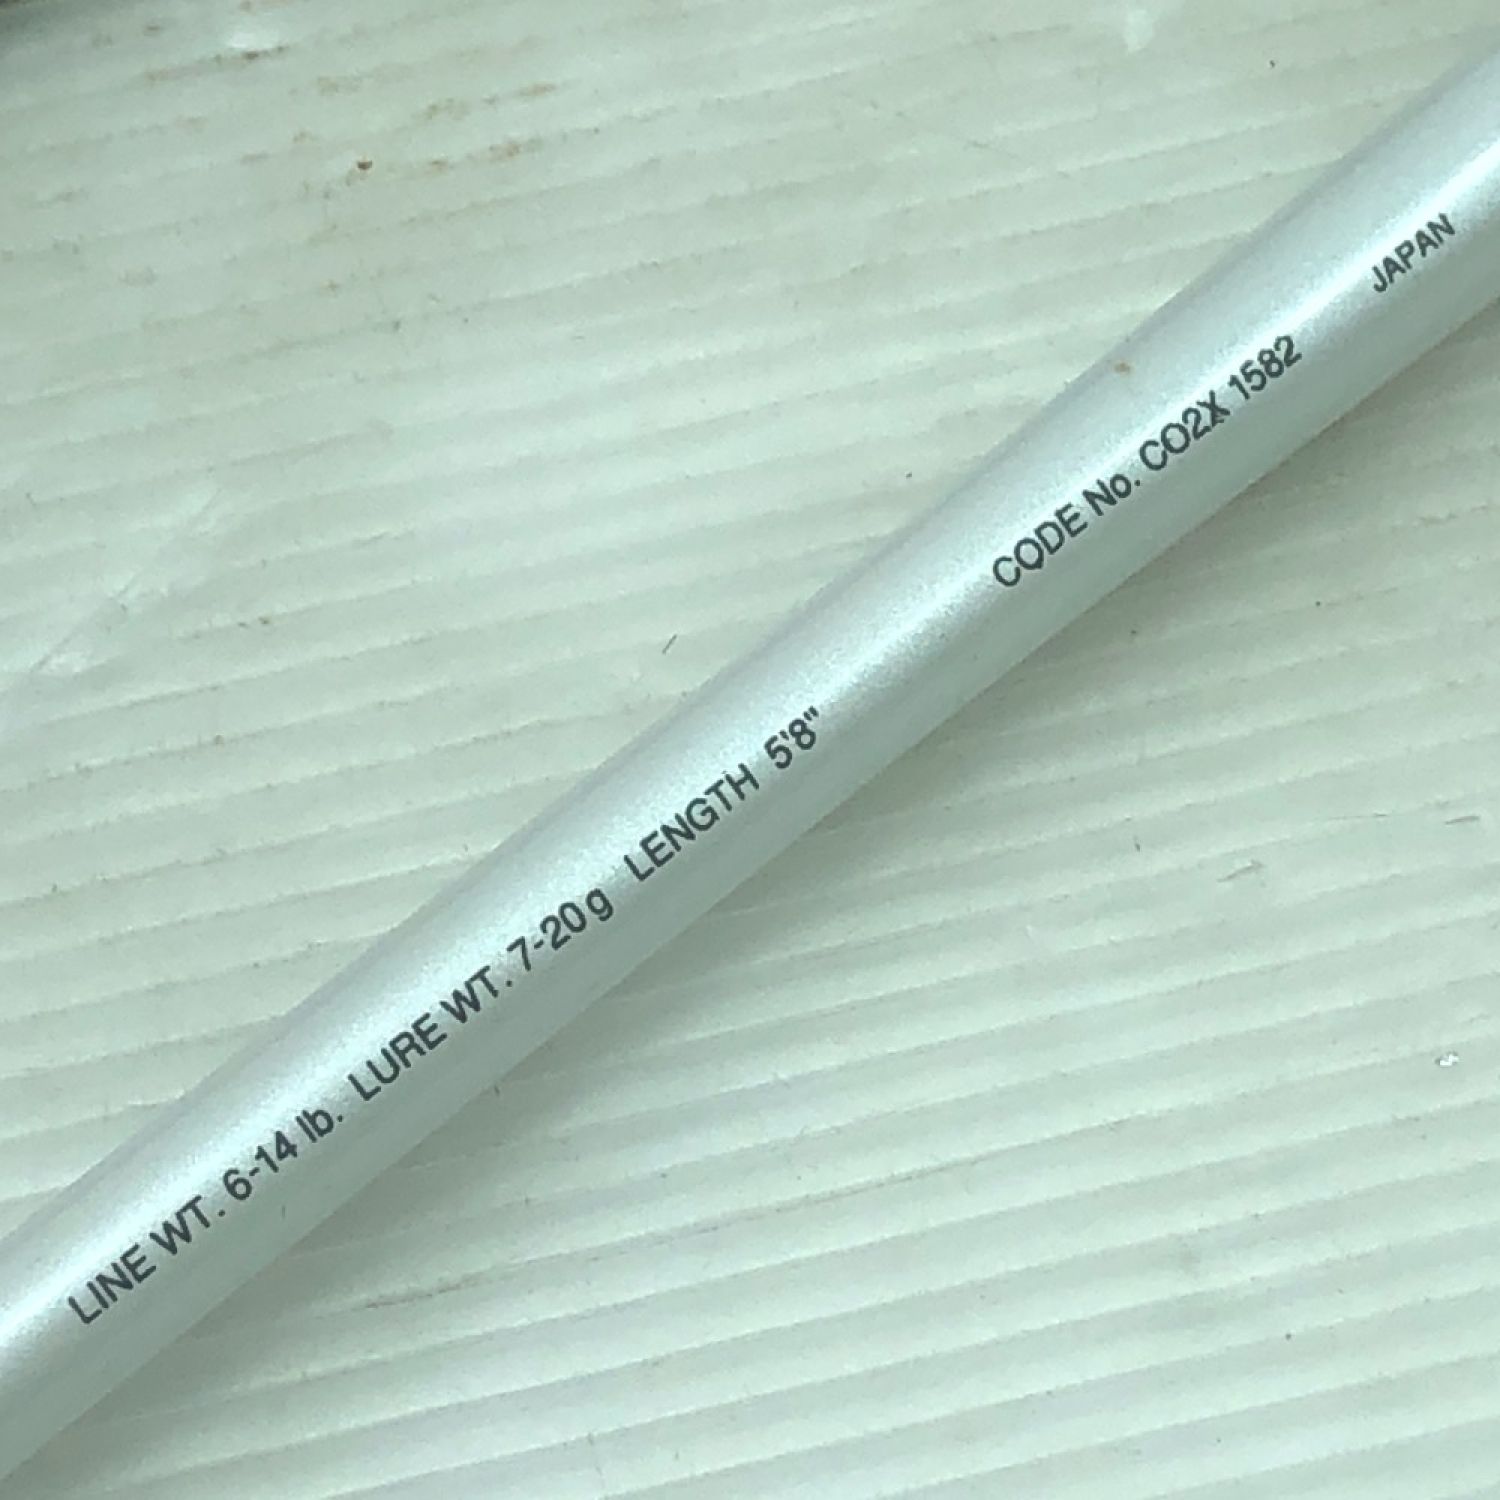 LINE WT. 6-14 lb. LURE WT. 7-20g LENGTH 5'8" CODE No. CO2X 1582 JAPAN